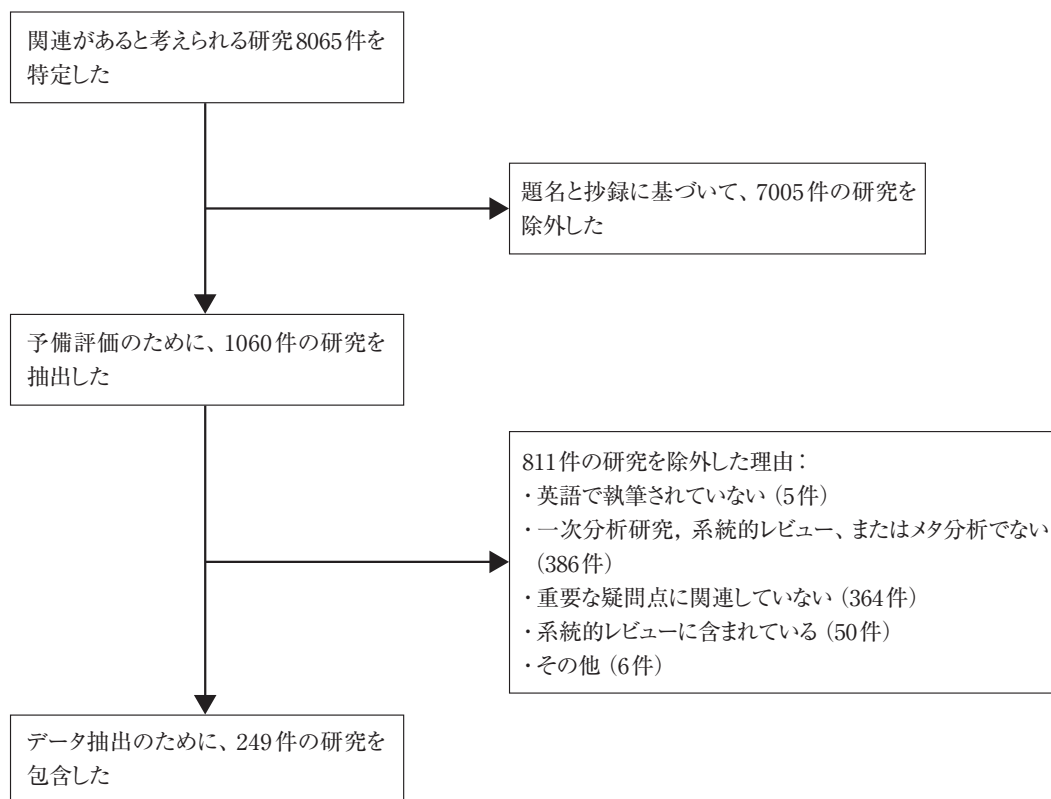 関連があると考えられる研究8065件を
特定した
題名と抄録に基づいて、7005件の研究を
除外した
予備評価のために、1060件の研究を
抽出した
811件の研究を除外した理由：
・英語で執筆されていない（5件）
・一次分析研究，系統的レビュー、またはメタ分析でない
（386件）
・重要な疑問点に関連していない（364件）
・系統的レビューに含まれている（50件）
・その他（6件）
データ抽出のために、249件の研究を
包含した